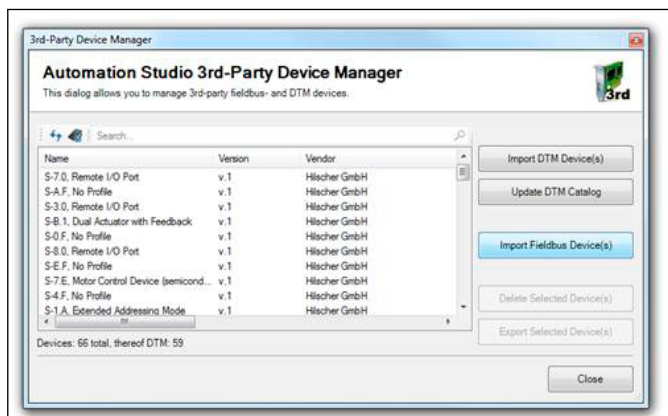 3rd-Party Device Manager
Automation Studio 3rd-Party Device Manager
This dialog allows you to manage 3rd-party fieldbus- and DTM devices.
3rd
Search...
Name Version Vendor
S-7.0, Remote I/O Port v.1 Hilscher GmbH
S-A.F, No Profile v.1 Hilscher GmbH
S-3.0, Remote I/O Port v.1 Hilscher GmbH
S-B.1, Dual Actuator with Feedback v.1 Hilscher GmbH
S-0.F, No Profile v.1 Hilscher GmbH
S-8.0, Remote I/O Port v.1 Hilscher GmbH
S-E.F, No Profile v.1 Hilscher GmbH
S-7.E, Motor Control Device (semicond... v.1 Hilscher GmbH
S-4.F, No Profile v.1 Hilscher GmbH
S-1.A, Extended Addressing Mode v.1 Hilscher GmbH
Devices: 66 total, thereof DTM: 59
Import DTM Device(s)
Update DTM Catalog
Import Fieldbus Device(s)
Delete Selected Device(s)
Export Selected Device(s)
Close